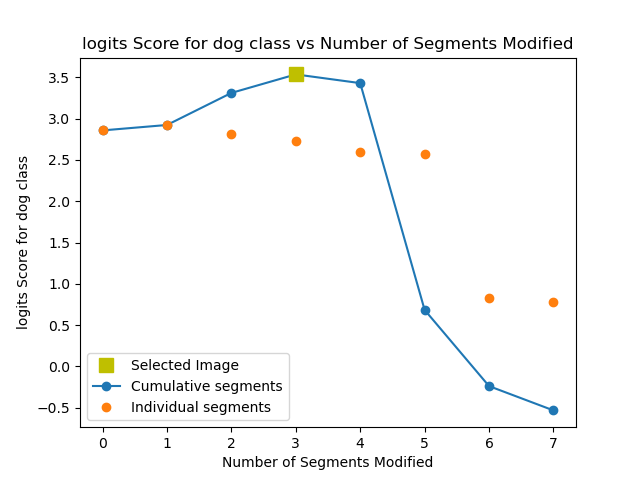 logits Score for dog class vs Number of Segments Modified
logits Score for dog class
3.5
3.0
2.5
2.0
1.5
1.0
0.5
0.0
−0.5
Selected Image
Cumulative segments
Individual segments
0 1 2 3 4 5 6 7
Number of Segments Modified